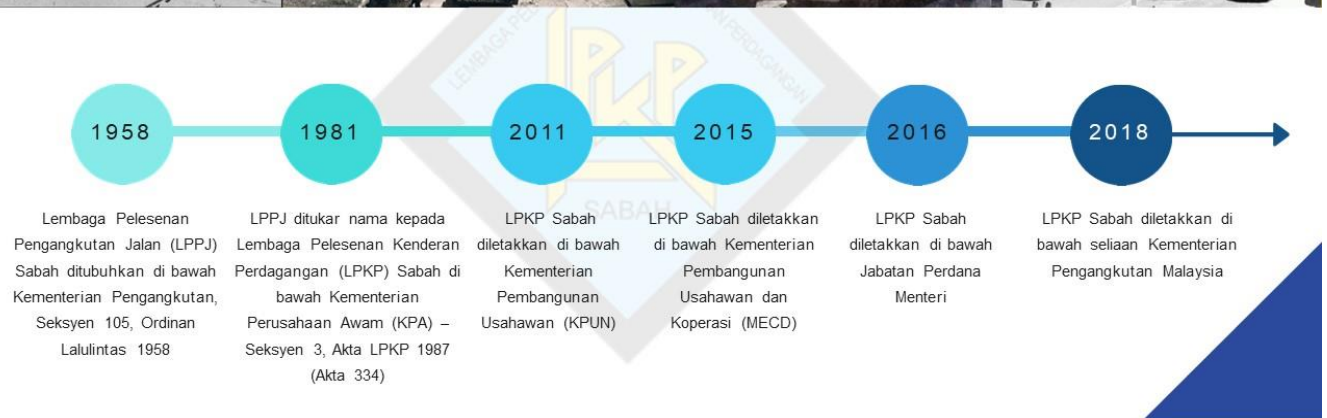 1958
Lembaga Pelesenan
Pengangkutan Jalan (LPPJ)
Sabah ditubuhkan di bawah
Kementerian Pengangkutan,
Seksyen 105, Ordinan
Lalulintas 1958
1981
LPPJ ditukar nama kepada
Lembaga Pelesenan Kenderan
Perdagangan (LPKP) Sabah di
bawah Kementerian
Perusahaan Awam (KPA) –
Seksyen 3, Akta LPKP 1987
(Akta 334)
2011
LPKP Sabah
diletakkan di bawah
Kementerian
Pembangunan
Usahawan (KPUN)
2015
LPKP Sabah diletakkan
di bawah Kementerian
Pembangunan
Usahawan dan
Koperasi (MECD)
2016
LPKP Sabah
diletakkan di bawah
Jabatan Perdana
Menteri
2018
LPKP Sabah diletakkan di
bawah seliaan Kementerian
Pengangkutan Malaysia
LPKP
SABAH